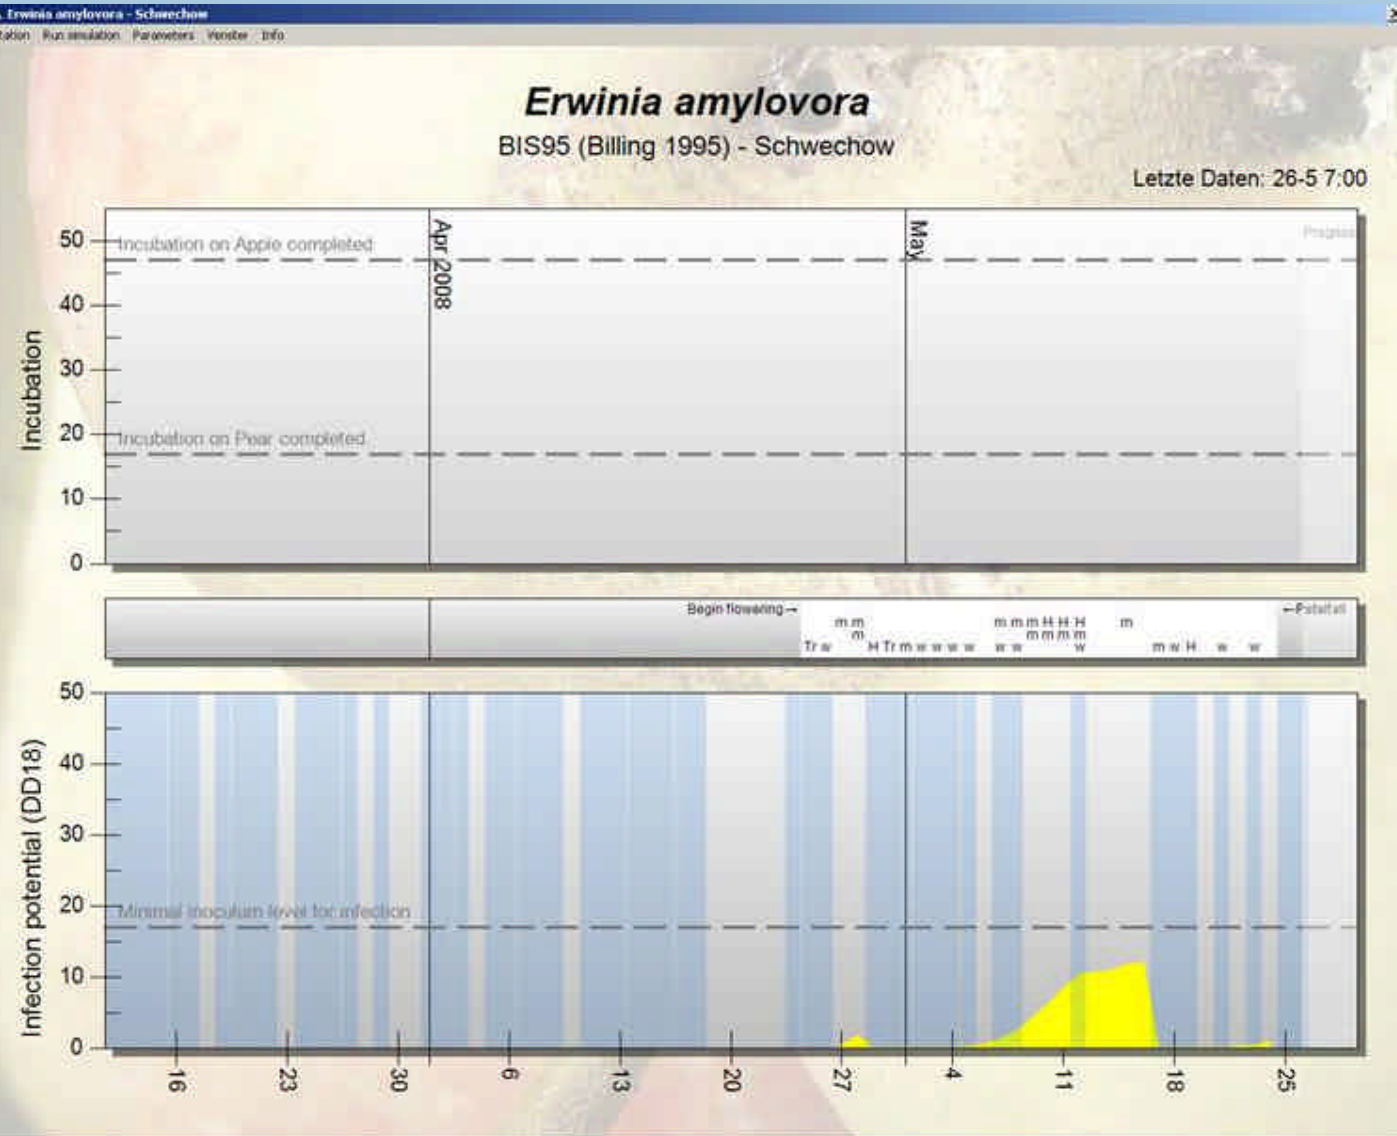 Erwinia amylovora - Schwechow
tation Run simulation Parameters Venster Info
Erwinia amylovora
BIS95 (Billing 1995) - Schwechow
Letzte Daten: 26-5 7:00
Incubation
50
40
30
20
10
0
Incubation on Apple completed
Incubation on Pear completed
Apr 2008
May
Begin flowering→
←Petalfall
m m m m m H H H m
m m m m m
Tr w H Tr m w w w w w w w m w H w w
Infection potential (DD18)
50
40
30
20
10
0
Minimal inoculum level for infection
16 23 30 6 13 20 27 4 11 18 25